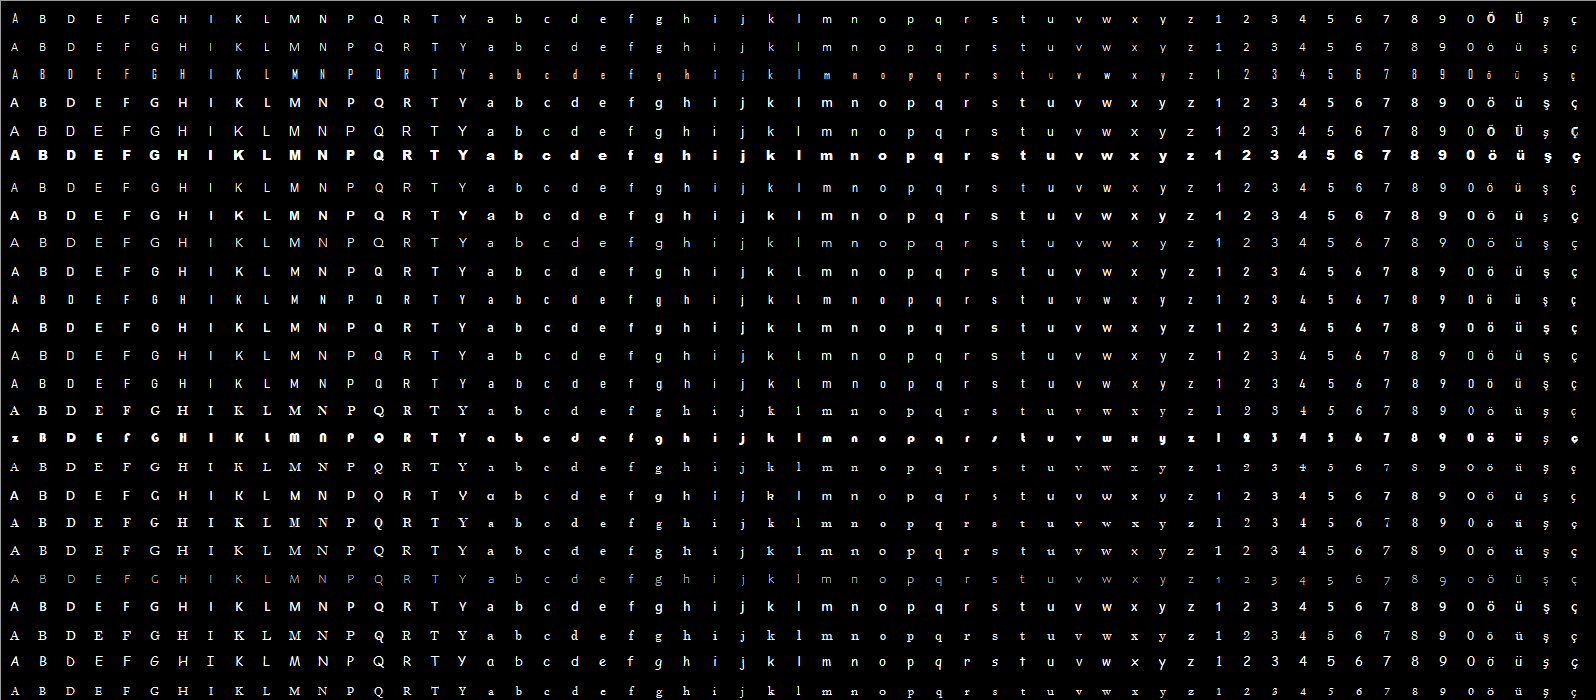 A B D E F G H I K L M N P Q R T Y a b c d e f g h i j k l m n o p q r s t u v w x y z 1 2 3 4 5 6 7 8 9 0 Ö Ü ş ç
A B D E F G H I K L M N P Q R T Y a b c d e f g h i j k l m n o p q r s t u v w x y z 1 2 3 4 5 6 7 8 9 0 ö ü ş ç
A B D E F G H I K L M N P Q R T Y a b c d e f g h i j k l m n o p q r s t u v w x y z 1 2 3 4 5 6 7 8 9 0 ö ü ş ç
A B D E F G H I K L M N P Q R T Y a b c d e f g h i j k l m n o p q r s t u v w x y z 1 2 3 4 5 6 7 8 9 0 ö ü ş ç
A B D E F G H I K L M N P Q R T Y a b c d e f g h i j k l m n o p q r s t u v w x y z 1 2 3 4 5 6 7 8 9 0 Ö Ü ş Ç
A B D E F G H I K L M N P Q R T Y a b c d e f g h i j k l m n o p q r s t u v w x y z 1 2 3 4 5 6 7 8 9 0 ö ü ş ç
A B D E F G H I K L M N P Q R T Y a b c d e f g h i j k l m n o p q r s t u v w x y z 1 2 3 4 5 6 7 8 9 0 ö ü ş ç
A B D E F G H I K L M N P Q R T Y a b c d e f g h i j k l m n o p q r s t u v w x y z 1 2 3 4 5 6 7 8 9 0 ö ü ş ç
A B D E F G H I K L M N P Q R T Y a b c d e f g h i j k l m n o p q r s t u v w x y z 1 2 3 4 5 6 7 8 9 0 ö ü ş ç
A B D E F G H I K L M N P Q R T Y a b c d e f g h i j k l m n o p q r s t u v w x y z 1 2 3 4 5 6 7 8 9 0 ö ü ş ç
A B D E F G H I K L M N P Q R T Y a b c d e f g h i j k l m n o p q r s t u v w x y z 1 2 3 4 5 6 7 8 9 0 ö ü ş ç
A B D E F G H I K L M N P Q R T Y a b c d e f g h i j k l m n o p q r s t u v w x y z 1 2 3 4 5 6 7 8 9 0 ö ü ş ç
A B D E F G H I K L M N P Q R T Y a b c d e f g h i j k l m n o p q r s t u v w x y z 1 2 3 4 5 6 7 8 9 0 ö ü ş ç
A B D E F G H I K L M N P Q R T Y a b c d e f g h i j k l m n o p q r s t u v w x y z 1 2 3 4 5 6 7 8 9 0 ö ü ş ç
A B D E F G H I K L M N P Q R T Y a b c d e f g h i j k l m n o p q r s t u v w x y z 1 2 3 4 5 6 7 8 9 0 ö ü ş ç
z B D E F G H I K L M N P Q R T Y a b c d e f g h i j k l m n o p q r s t u v w x y z 1 2 3 4 5 6 7 8 9 0 ö ü ş ç
A B D E F G H I K L M N P Q R T Y a b c d e f g h i j k l m n o p q r s t u v w x y z 1 2 3 4 5 6 7 8 9 0 ö ü ş ç
A B D E F G H I K L M N P Q R T Y a b c d e f g h i j k l m n o p q r s t u v w x y z 1 2 3 4 5 6 7 8 9 0 ö ü ş ç
A B D E F G H I K L M N P Q R T Y a b c d e f g h i j k l m n o p q r s t u v w x y z 1 2 3 4 5 6 7 8 9 0 ö ü ş ç
A B D E F G H I K L M N P Q R T Y a b c d e f g h i j k l m n o p q r s t u v w x y z 1 2 3 4 5 6 7 8 9 0 ö ü ş ç
A B D E F G H I K L M N P Q R T Y a b c d e f g h i j k l m n o p q r s t u v w x y z 1 2 3 4 5 6 7 8 9 0 ö ü ş ç
A B D E F G H I K L M N P Q R T Y a b c d e f g h i j k l m n o p q r s t u v w x y z 1 2 3 4 5 6 7 8 9 0 ö ü ş ç
A B D E F G H I K L M N P Q R T Y a b c d e f g h i j k l m n o p q r s t u v w x y z 1 2 3 4 5 6 7 8 9 0 ö ü ş ç
A B D E F G H I K L M N P Q R T Y a b c d e f g h i j k l m n o p q r s t u v w x y z 1 2 3 4 5 6 7 8 9 0 ö ü ş ç
A B D E F G H I K L M N P Q R T Y a b c d e f g h i j k l m n o p q r s t u v w x y z 1 2 3 4 5 6 7 8 9 0 ö ü ş ç